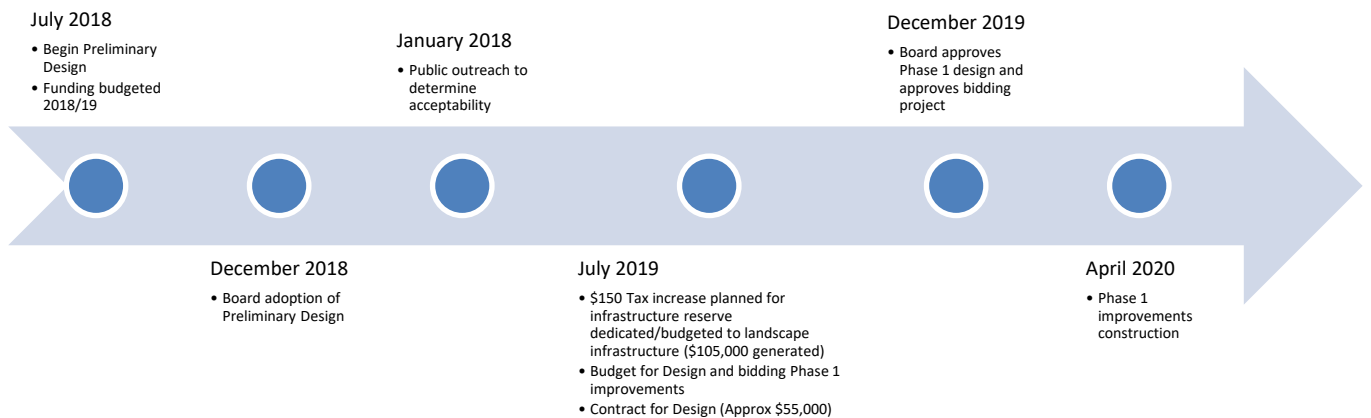 July 2018
• Begin Preliminary
Design
• Funding budgeted
2018/19
December 2018
• Board adoption of
Preliminary Design
January 2018
• Public outreach to
determine
acceptability
July 2019
• $150 Tax increase planned for
infrastructure reserve
dedicated/budgeted to landscape
infrastructure ($105,000 generated)
• Budget for Design and bidding Phase 1
improvements
• Contract for Design (Approx $55,000)
December 2019
• Board approves
Phase 1 design and
approves bidding
project
April 2020
• Phase 1
improvements
construction